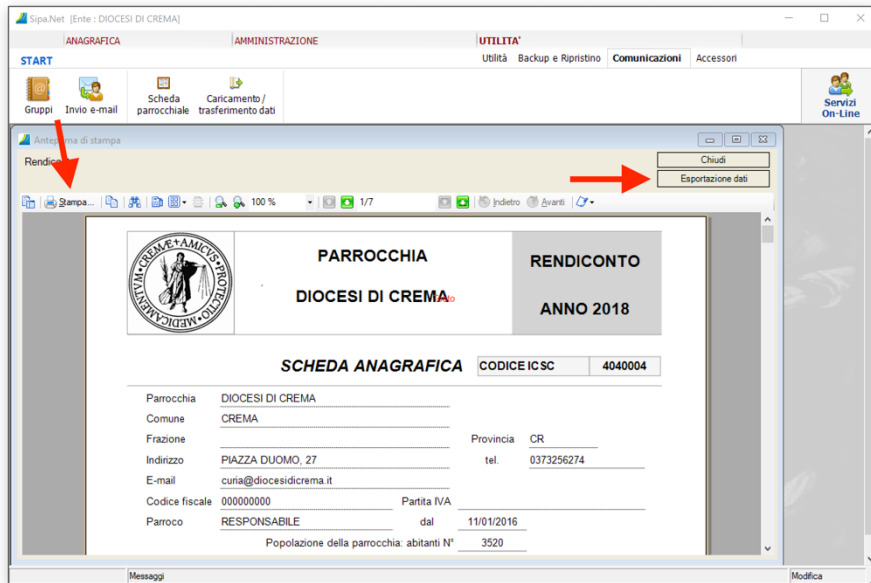 Sipa.Net [Ente : DIOCESI DI CREMA]
ANAGRAFICA AMMINISTRAZIONE UTILITA'
START Utilità Backup e Ripristino Comunicazioni Accessori
Gruppi Invio e-mail Scheda parrocchiale Caricamento / trasferimento dati Servizi On-Line
Anteprima di stampa
Chiudi
Esportazione dati
Stampa... 100 % 1/7 Indietro Avanti
CREMÆ AMICVS PROTECTIO MEDICAMENTVM
PARROCCHIA
DIOCESI DI CREMA
RENDICONTO
ANNO 2018
SCHEDA ANAGRAFICA CODICE ICSC 4040004
Parrocchia DIOCESI DI CREMA
Comune CREMA
Frazione Provincia CR
Indirizzo PIAZZA DUOMO, 27 tel. 0373256274
E-mail curia@diocesidicrema.it
Codice fiscale 000000000 Partita IVA
Parroco RESPONSABILE dal 11/01/2016
Popolazione della parrocchia: abitanti N° 3520
Messaggi Modifica